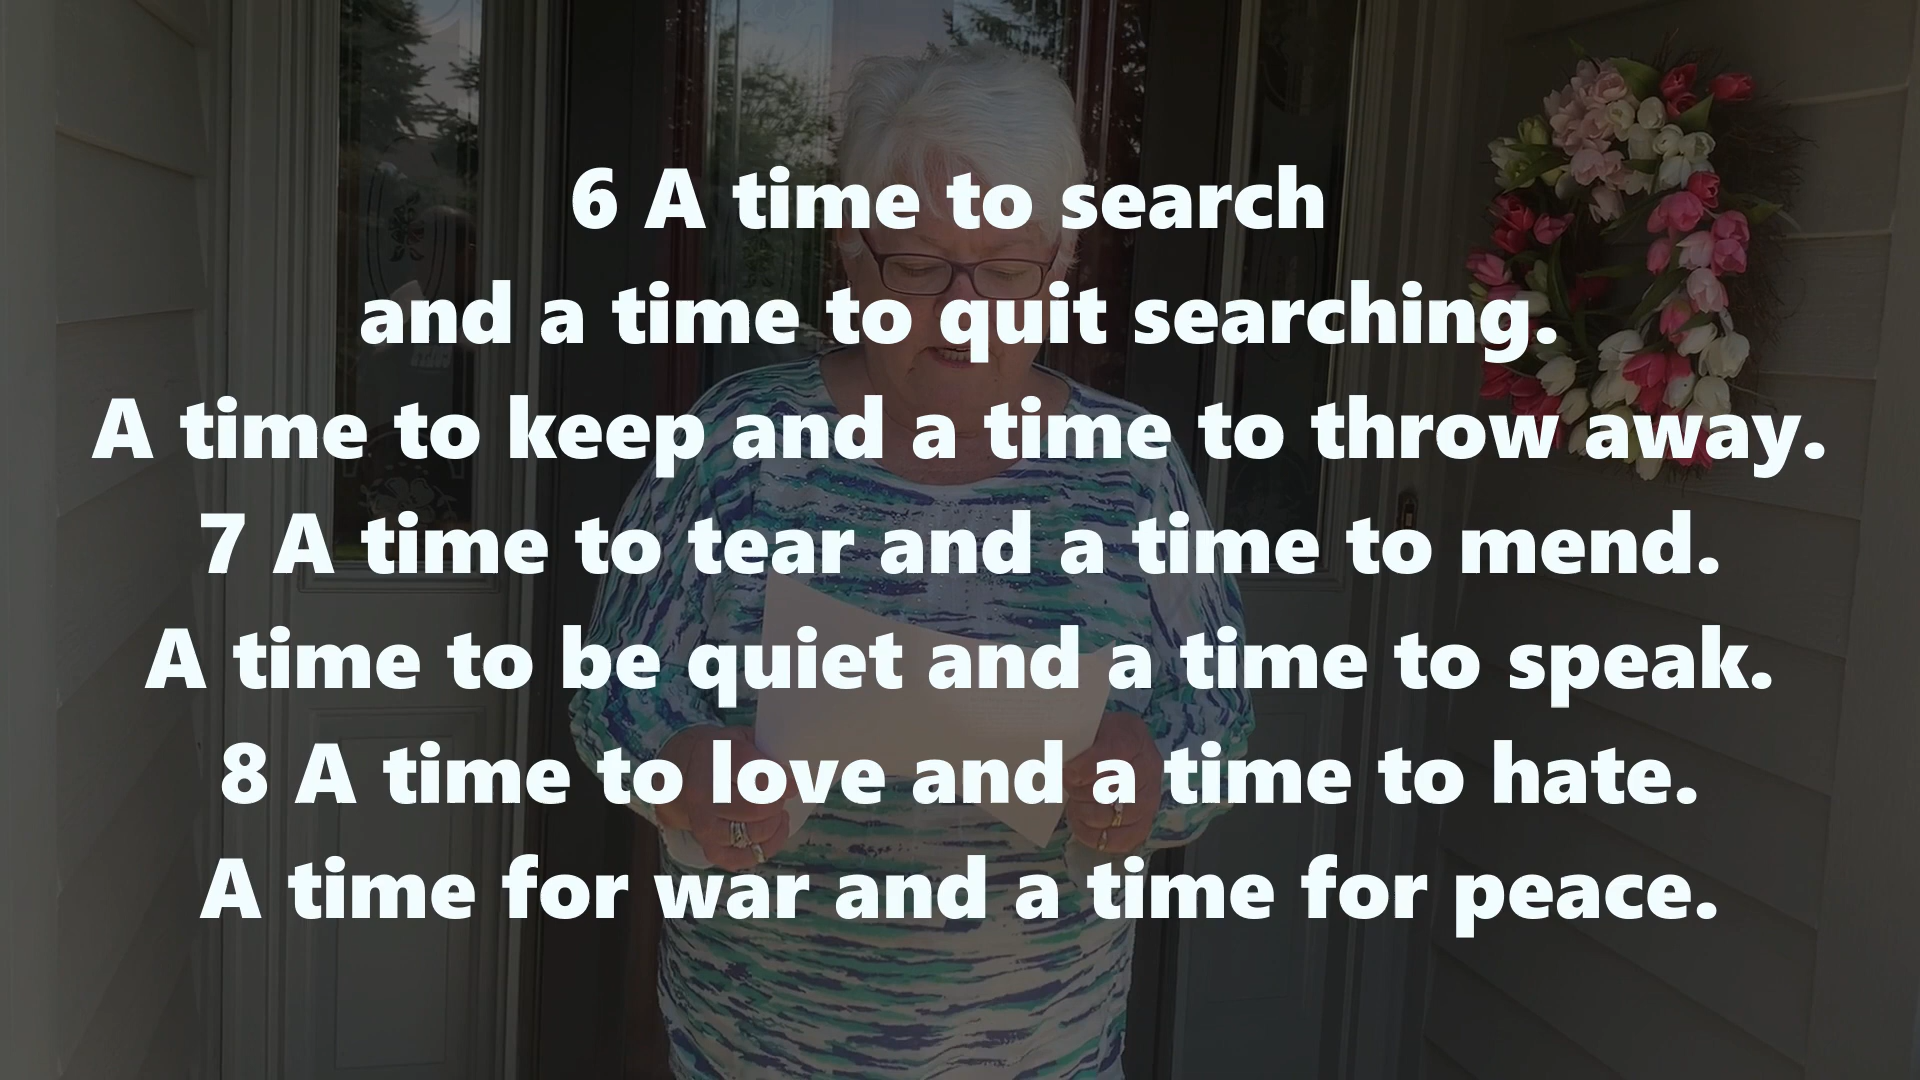 6 A time to search
and a time to quit searching.
A time to keep and a time to throw away.
7 A time to tear and a time to mend.
A time to be quiet and a time to speak.
8 A time to love and a time to hate.
A time for war and a time for peace.